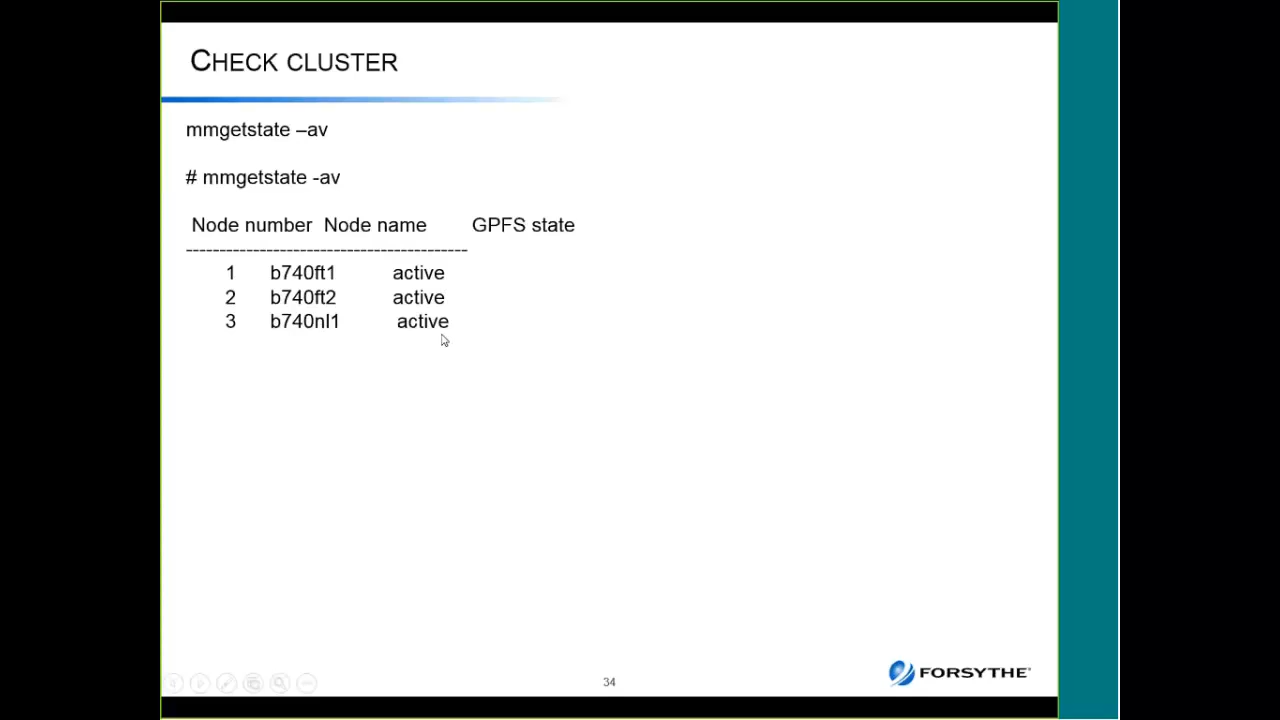 CHECK CLUSTER
mmgetstate –av
# mmgetstate -av
Node number Node name GPFS state
------------------------------------------
1 b740ft1 active
2 b740ft2 active
3 b740nl1 active
34
FORSYTHE